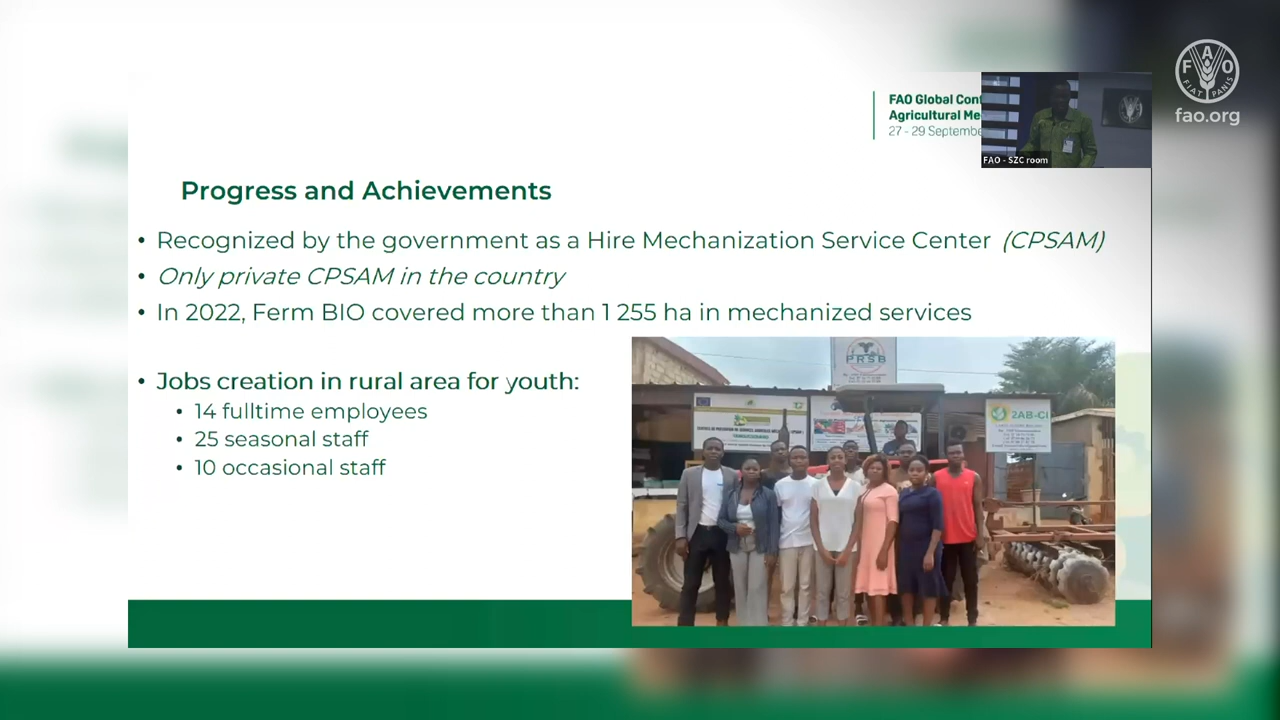 FAO
FIAT PANIS
fao.org
FAO Global Con
Agricultural Me
27 - 29 Septembe
FAO - SZC room
Progress and Achievements
• Recognized by the government as a Hire Mechanization Service Center (CPSAM)
• Only private CPSAM in the country
• In 2022, Ferm BIO covered more than 1 255 ha in mechanized services
• Jobs creation in rural area for youth:
• 14 fulltime employees
• 25 seasonal staff
• 10 occasional staff
PRSB
2AB-CI